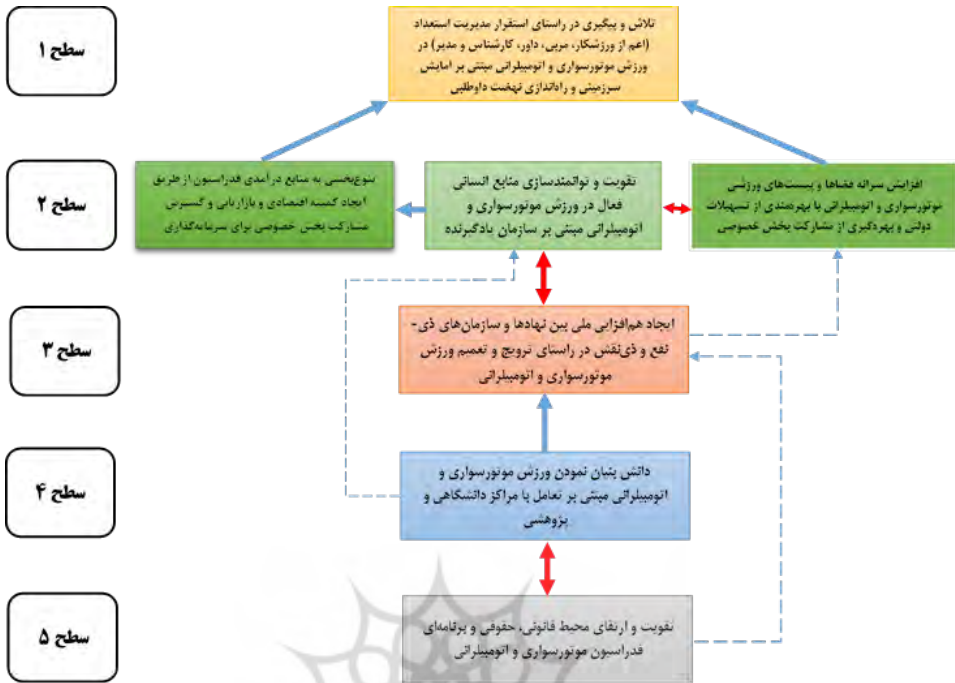 سطح ۱
تلاش و پیگیری در راستای استقرار مدیریت استعداد
(اعم از ورزشکار، مربی، داور، کارشناس و مدیر) در
ورزش موتورسواری و اتومبیلرانی مبتنی بر آمایش
سرزمینی و راه‌اندازی نهضت داوطلبی
سطح ۲
افزایش سرانه فضاها و پیست‌های ورزشی
موتورسواری و اتومبیلرانی با بهره‌مندی از تسهیلات
دولتی و بهره‌گیری از مشارکت بخش خصوصی
تقویت و توانمندسازی منابع انسانی
فعال در ورزش موتورسواری و
اتومبیلرانی مبتنی بر سازمان یادگیرنده
تنوع‌بخشی به منابع درآمدی فدراسیون از طریق
ایجاد کمیته اقتصادی و بازاریابی و گسترش
مشارکت بخش خصوصی برای سرمایه‌گذاری
سطح ۳
ایجاد هم‌افزایی ملی بین نهادها و سازمان‌های ذی-
نفع و ذی‌نقش در راستای ترویج و تعمیم ورزش
موتورسواری و اتومبیلرانی
سطح ۴
دانش بنیان نمودن ورزش موتورسواری و
اتومبیلرانی مبتنی بر تعامل با مراکز دانشگاهی و
پژوهشی
سطح ۵
تقویت و ارتقای محیط قانونی، حقوقی و برنامه‌ای
فدراسیون موتورسواری و اتومبیلرانی